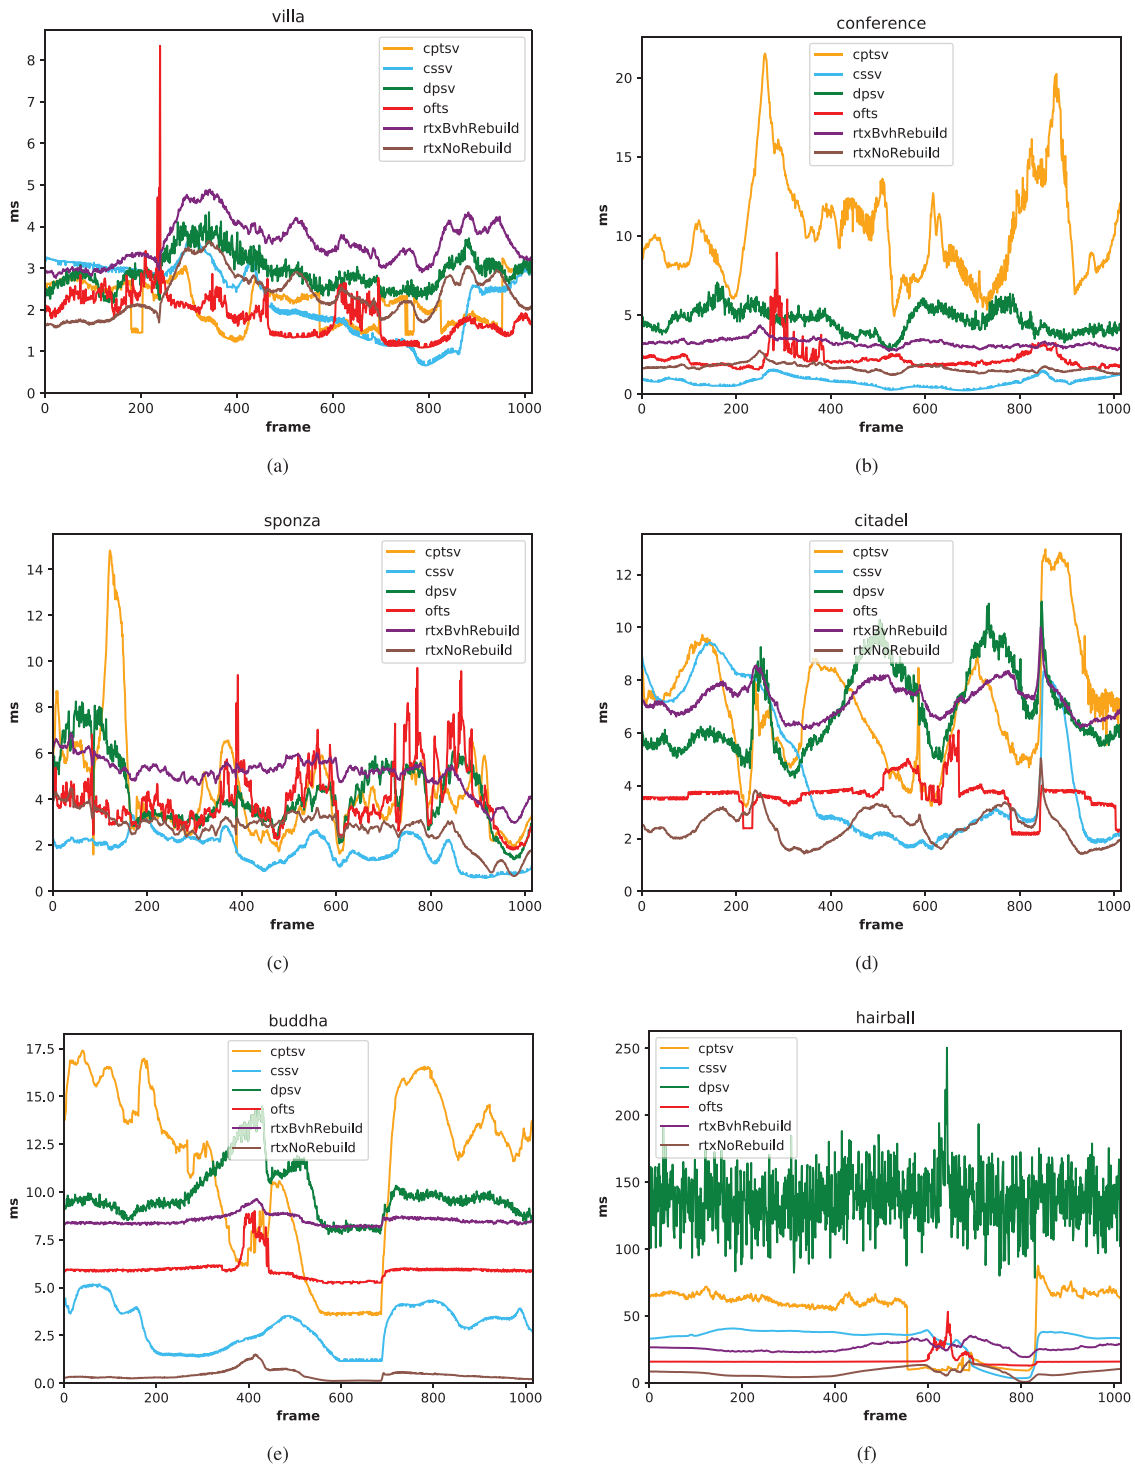 villa
cptsv
cssv
dpsv
ofts
rtxBvhRebuild
rtxNoRebuild
8
7
6
5
4
3
2
1
0
ms
0 200 400 600 800 1000
frame
(a)
conference
cptsv
cssv
dpsv
ofts
rtxBvhRebuild
rtxNoRebuild
20
15
10
5
0
ms
0 200 400 600 800 1000
frame
(b)
sponza
cptsv
cssv
dpsv
ofts
rtxBvhRebuild
rtxNoRebuild
14
12
10
8
6
4
2
0
ms
0 200 400 600 800 1000
frame
(c)
citadel
cptsv
cssv
dpsv
ofts
rtxBvhRebuild
rtxNoRebuild
12
10
8
6
4
2
0
ms
0 200 400 600 800 1000
frame
(d)
buddha
cptsv
cssv
dpsv
ofts
rtxBvhRebuild
rtxNoRebuild
17.5
15.0
12.5
10.0
7.5
5.0
2.5
0.0
ms
0 200 400 600 800 1000
frame
(e)
hairball
cptsv
cssv
dpsv
ofts
rtxBvhRebuild
rtxNoRebuild
250
200
150
100
50
0
ms
0 200 400 600 800 1000
frame
(f)